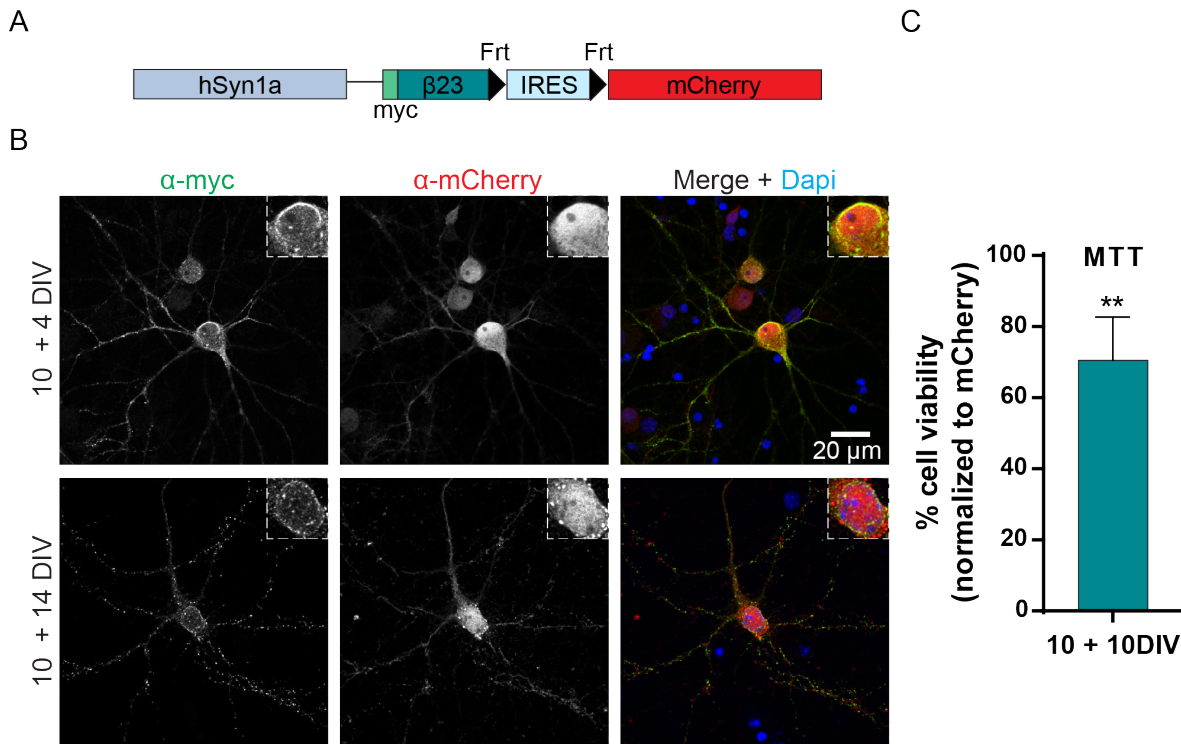 A
C
Frt Frt
hSyn1a β23 IRES mCherry
myc
B
α-myc α-mCherry Merge + Dapi
10 + 4 DIV
20 μm
10 + 14 DIV
MTT
**
% cell viability
(normalized to mCherry)
100
80
60
40
20
0
10 + 10DIV